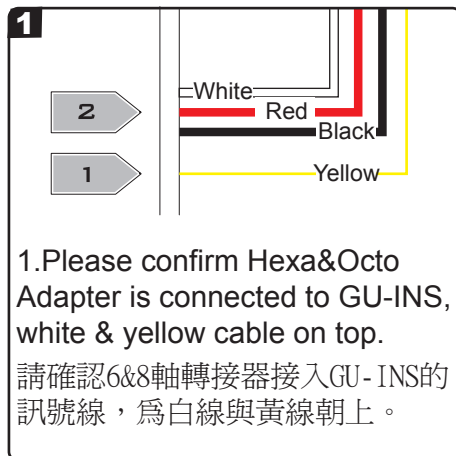 1
White
2
Red
Black
1
Yellow
1.Please confirm Hexa&Octo
Adapter is connected to GU-INS,
white & yellow cable on top.
請確認6&8軸轉接器接入GU-INS的
訊號線，爲白線與黃線朝上。